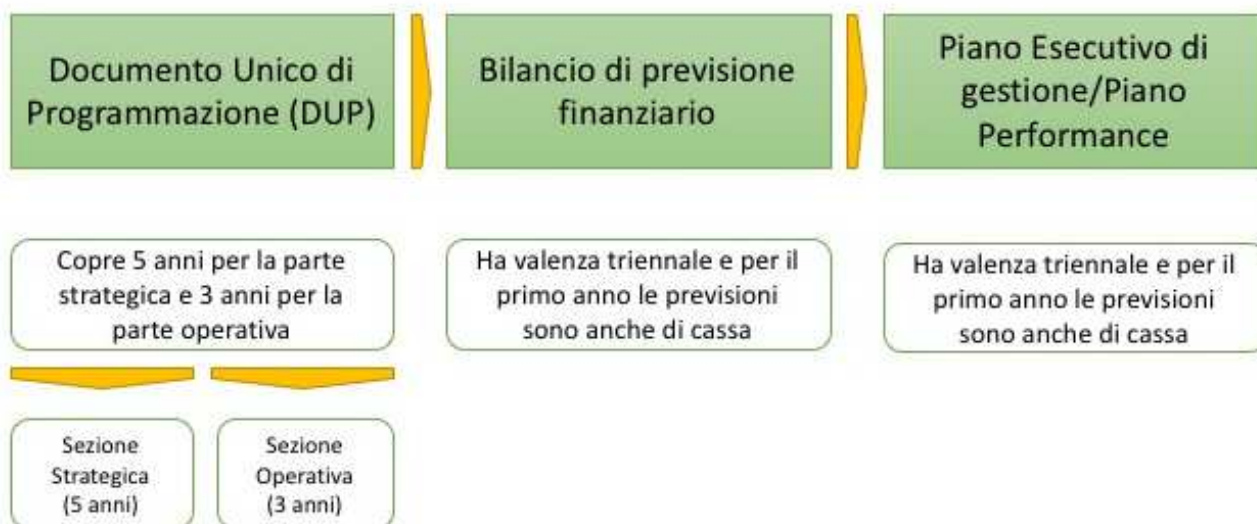 Documento Unico di
Programmazione (DUP)
Bilancio di previsione
finanziario
Piano Esecutivo di
gestione/Piano
Performance
Copre 5 anni per la parte
strategica e 3 anni per la
parte operativa
Ha valenza triennale e per il
primo anno le previsioni
sono anche di cassa
Ha valenza triennale e per il
primo anno le previsioni
sono anche di cassa
Sezione
Strategica
(5 anni)
Sezione
Operativa
(3 anni)